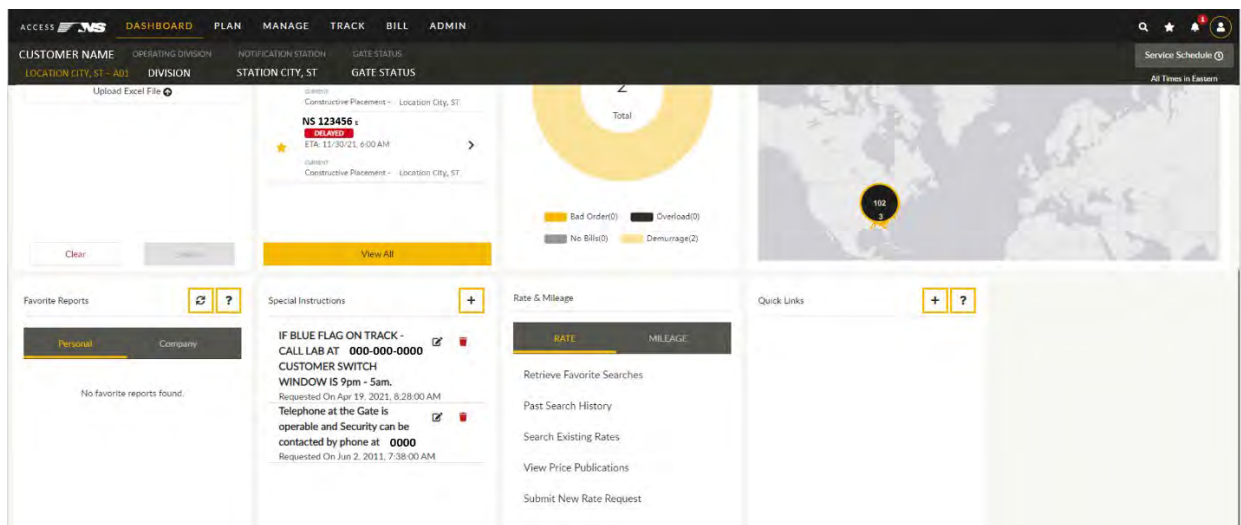 ACCESS NS DASHBOARD PLAN MANAGE TRACK BILL ADMIN
1
CUSTOMER NAME OPERATING DIVISION NOTIFICATION STATION GATE STATUS
Service Schedule
LOCATION CITY, ST - A01 DIVISION STATION CITY, ST GATE STATUS
All Times in Eastern
Upload Excel File
CURRENT
Constructive Placement - Location City, ST
NS 123456 E
DELAYED
ETA: 11/30/21, 6:00 AM
CURRENT
Constructive Placement - Location City, ST
View All
Clear
2
Total
Bad Order(0) Overload(0)
No Bills(0) Demurrage(2)
102
3
Favorite Reports ?
Personal Company
No favorite reports found.
Special Instructions +
IF BLUE FLAG ON TRACK -
CALL LAB AT 000-000-0000
CUSTOMER SWITCH
WINDOW IS 9pm - 5am.
Requested On Apr 19, 2021, 8:28:00 AM
Telephone at the Gate is
operable and Security can be
contacted by phone at 0000
Requested On Jun 2, 2011, 7:38:00 AM
Rate & Mileage
RATE MILEAGE
Retrieve Favorite Searches
Past Search History
Search Existing Rates
View Price Publications
Submit New Rate Request
Quick Links + ?